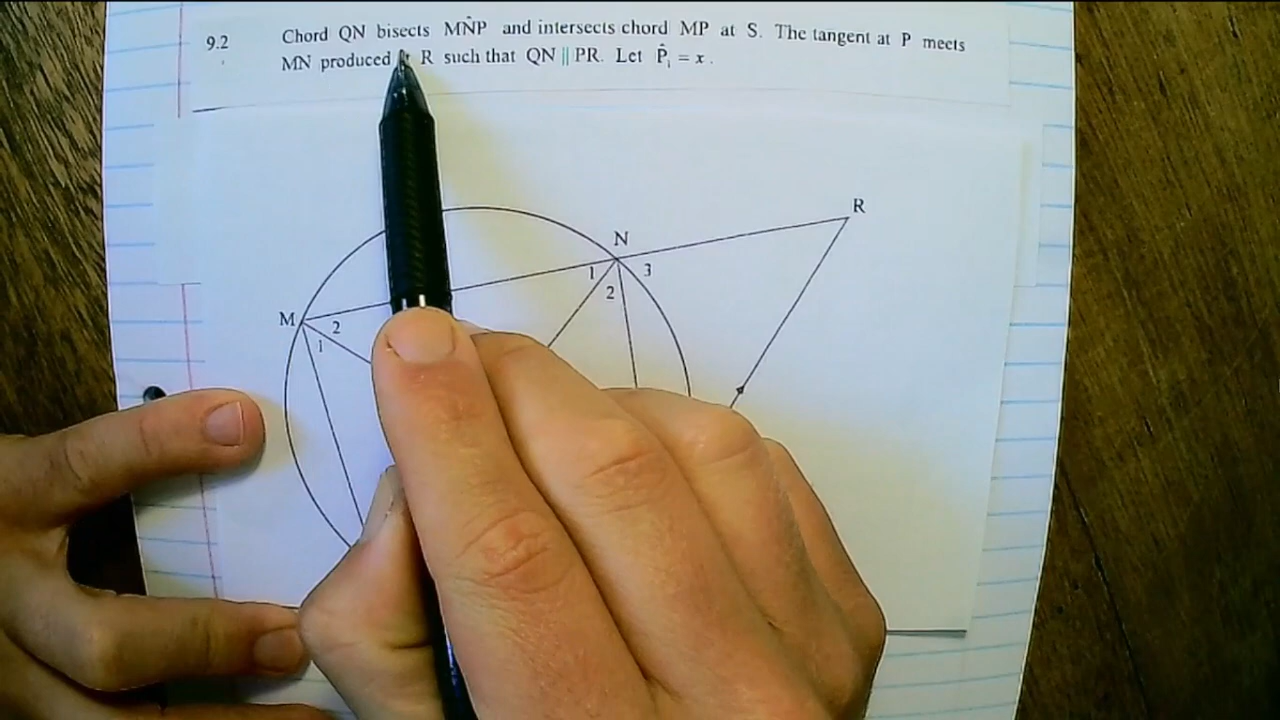 9.2 Chord QN bisects MN̂P and intersects chord MP at S. The tangent at P meets
MN produced R such that QN || PR. Let P̂₁ = x.
R
N
1 3
2
M 2
1